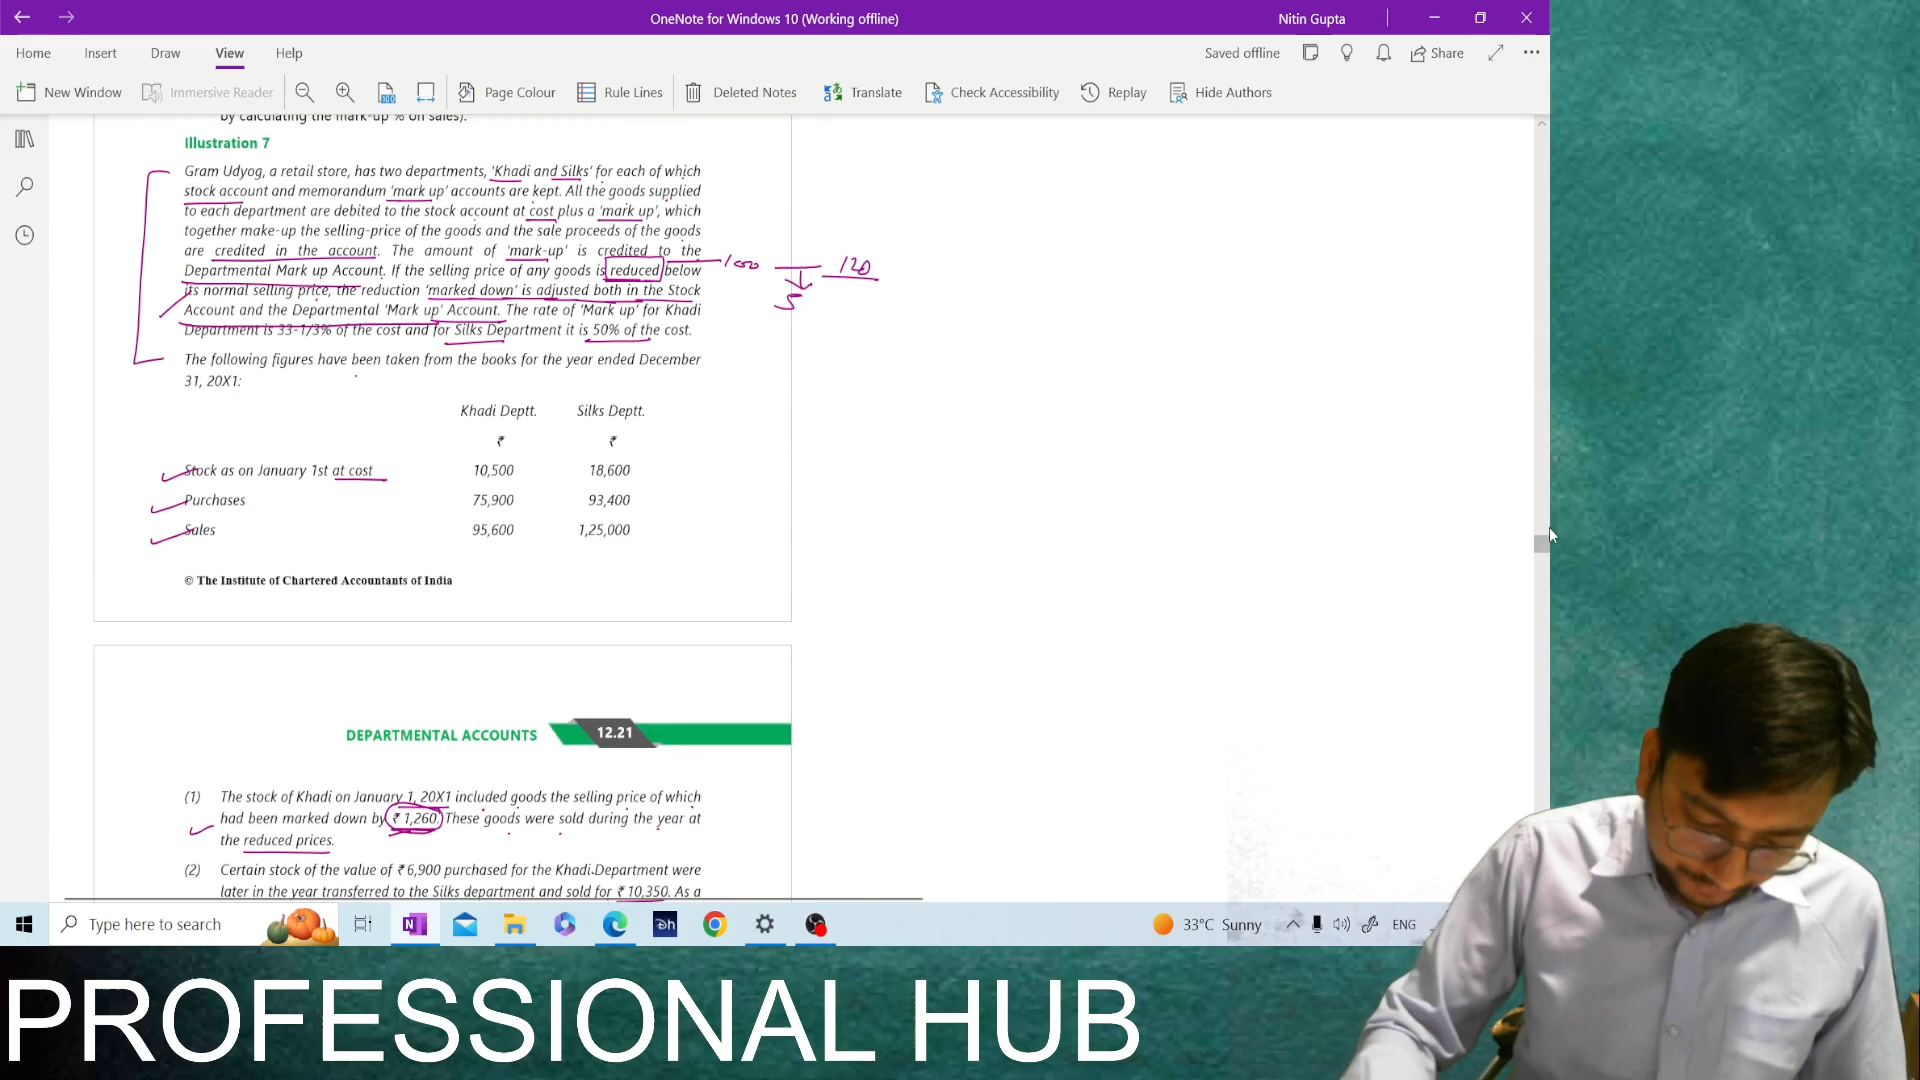 OneNote for Windows 10 (Working offline)
Nitin Gupta
Home Insert Draw View Help
Saved offline Share
New Window Immersive Reader Page Colour Rule Lines Deleted Notes Translate Check Accessibility Replay Hide Authors
by calculating the mark-up % on sales).
Illustration 7
Gram Udyog, a retail store, has two departments, 'Khadi and Silks' for each of which
stock account and memorandum 'mark up' accounts are kept. All the goods supplied
to each department are debited to the stock account at cost plus a 'mark up', which
together make-up the selling-price of the goods and the sale proceeds of the goods
are credited in the account. The amount of 'mark-up' is credited to the
Departmental Mark up Account. If the selling price of any goods is reduced below
its normal selling price, the reduction 'marked down' is adjusted both in the Stock
Account and the Departmental 'Mark up' Account. The rate of 'Mark up' for Khadi
Department is 33-1/3% of the cost and for Silks Department it is 50% of the cost.
100 120
5
The following figures have been taken from the books for the year ended December
31, 20X1:
Khadi Deptt. Silks Deptt.
₹ ₹
Stock as on January 1st at cost 10,500 18,600
Purchases 75,900 93,400
Sales 95,600 1,25,000
© The Institute of Chartered Accountants of India
DEPARTMENTAL ACCOUNTS 12.21
(1) The stock of Khadi on January 1, 20X1 included goods the selling price of which
had been marked down by ₹ 1,260. These goods were sold during the year at
the reduced prices.
(2) Certain stock of the value of ₹ 6,900 purchased for the Khadi Department were
later in the year transferred to the Silks department and sold for ₹ 10,350. As a
Type here to search
33°C Sunny ENG
PROFESSIONAL HUB